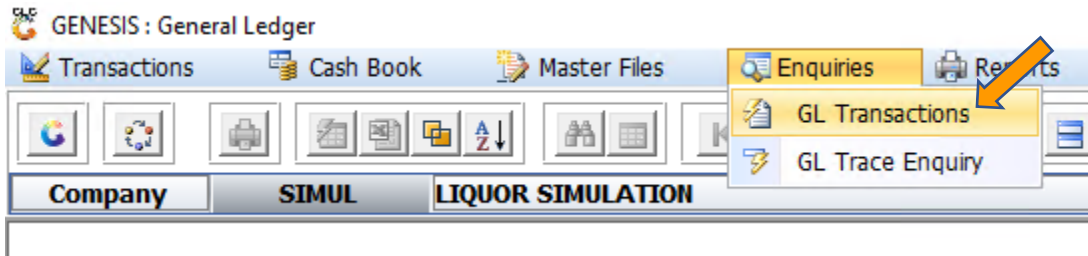 GENESIS : General Ledger
Transactions Cash Book Master Files Enquiries Reports
GL Transactions
GL Trace Enquiry
Company SIMUL LIQUOR SIMULATION